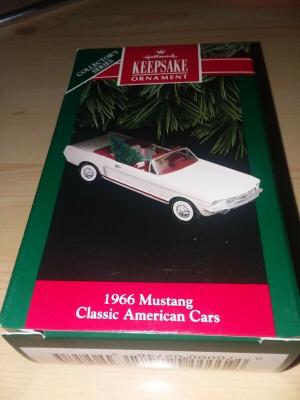 COLLECTOR'S
SERIES
Hallmark
KEEPSAKE
ORNAMENT
1966 Mustang
Classic American Cars